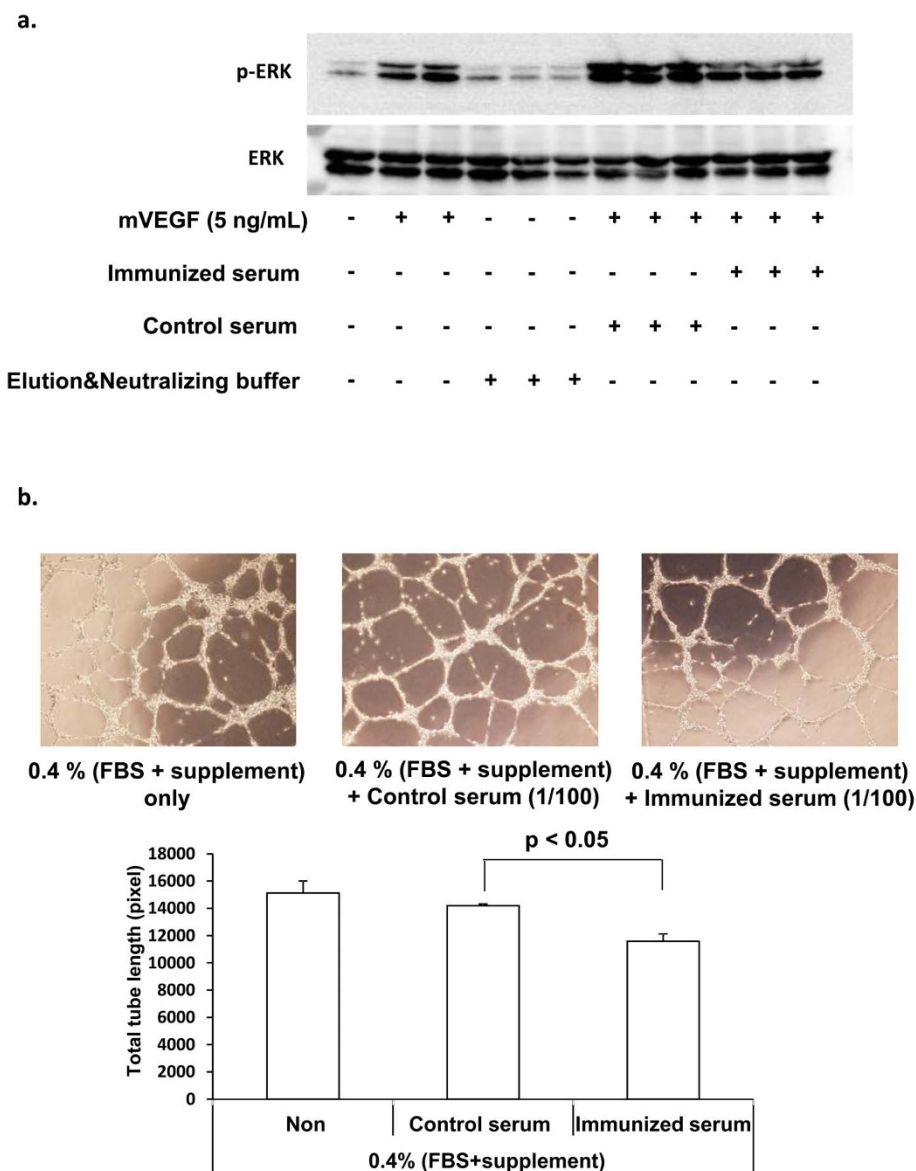 a.
p-ERK
ERK
mVEGF (5 ng/mL) - + + - - - + + + + + +
Immunized serum - - - - - - - - - + + +
Control serum - - - - - - + + + - - -
Elution&Neutralizing buffer - - - + + + - - - - - -
b.
0.4 % (FBS + supplement) only
0.4 % (FBS + supplement) + Control serum (1/100)
0.4 % (FBS + supplement) + Immunized serum (1/100)
p < 0.05
Total tube length (pixel)
18000
16000
14000
12000
10000
8000
6000
4000
2000
0
Non Control serum Immunized serum
0.4% (FBS+supplement)